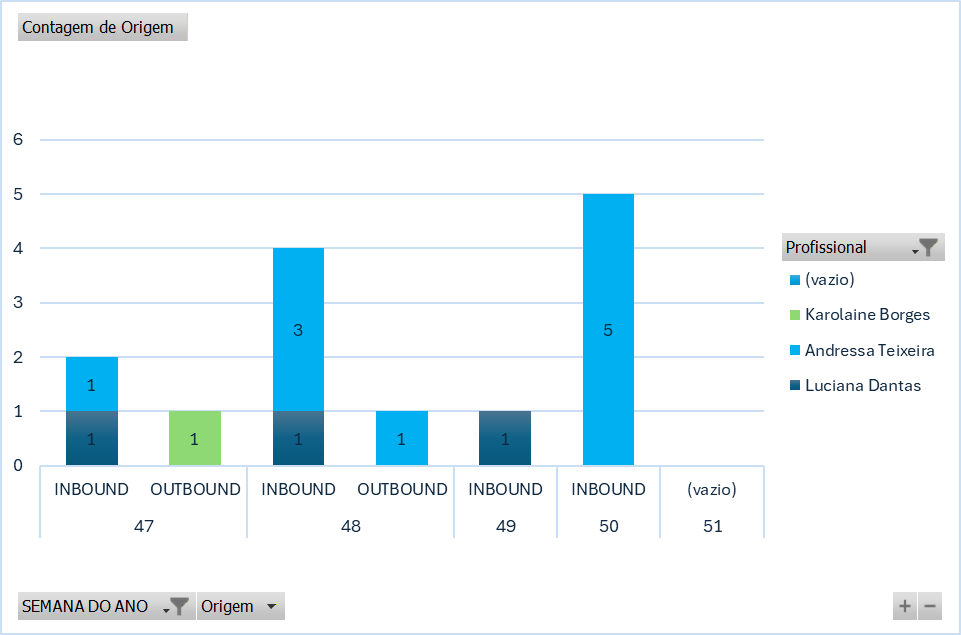 Contagem de Origem
6
5
4
3
2
1
0
1
1
1
3
1
1
1
5
INBOUND OUTBOUND INBOUND OUTBOUND INBOUND INBOUND (vazio)
47 48 49 50 51
Profissional
(vazio)
Karolaine Borges
Andressa Teixeira
Luciana Dantas
SEMANA DO ANO Origem
+ −